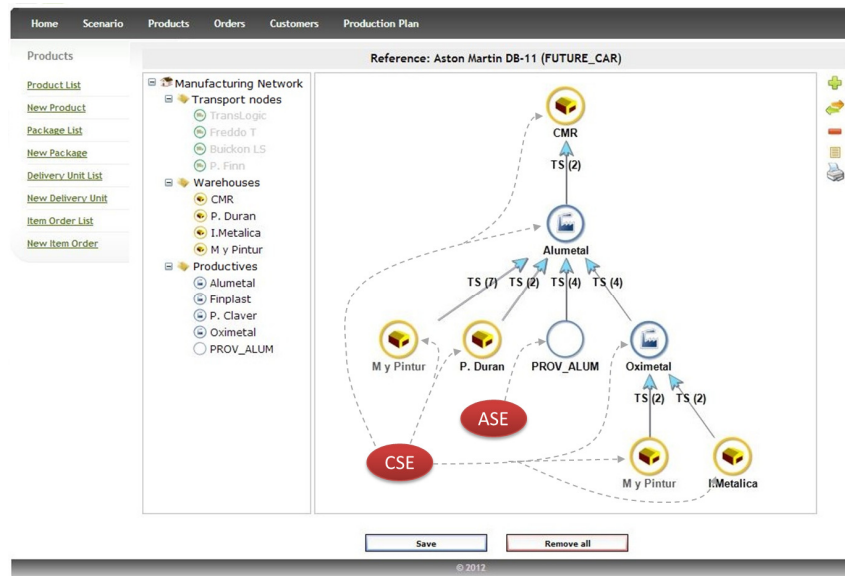 Home Scenario Products Orders Customers Production Plan
Products
Product List
New Product
Package List
New Package
Delivery Unit List
New Delivery Unit
Item Order List
New Item Order
Reference: Aston Martin DB-11 (FUTURE_CAR)
Manufacturing Network
Transport nodes
TransLogic
Freddo T
Buickon LS
P. Finn
Warehouses
CMR
P. Duran
I.Metalica
M y Pintur
Productives
Alumetal
Finplast
P. Claver
Oximetal
PROV_ALUM
CMR
TS (2)
Alumetal
TS (7) TS (2) TS (4) TS (4)
M y Pintur P. Duran PROV_ALUM Oximetal
TS (2) TS (2)
ASE
CSE
M y Pintur I.Metalica
Save Remove all
© 2012